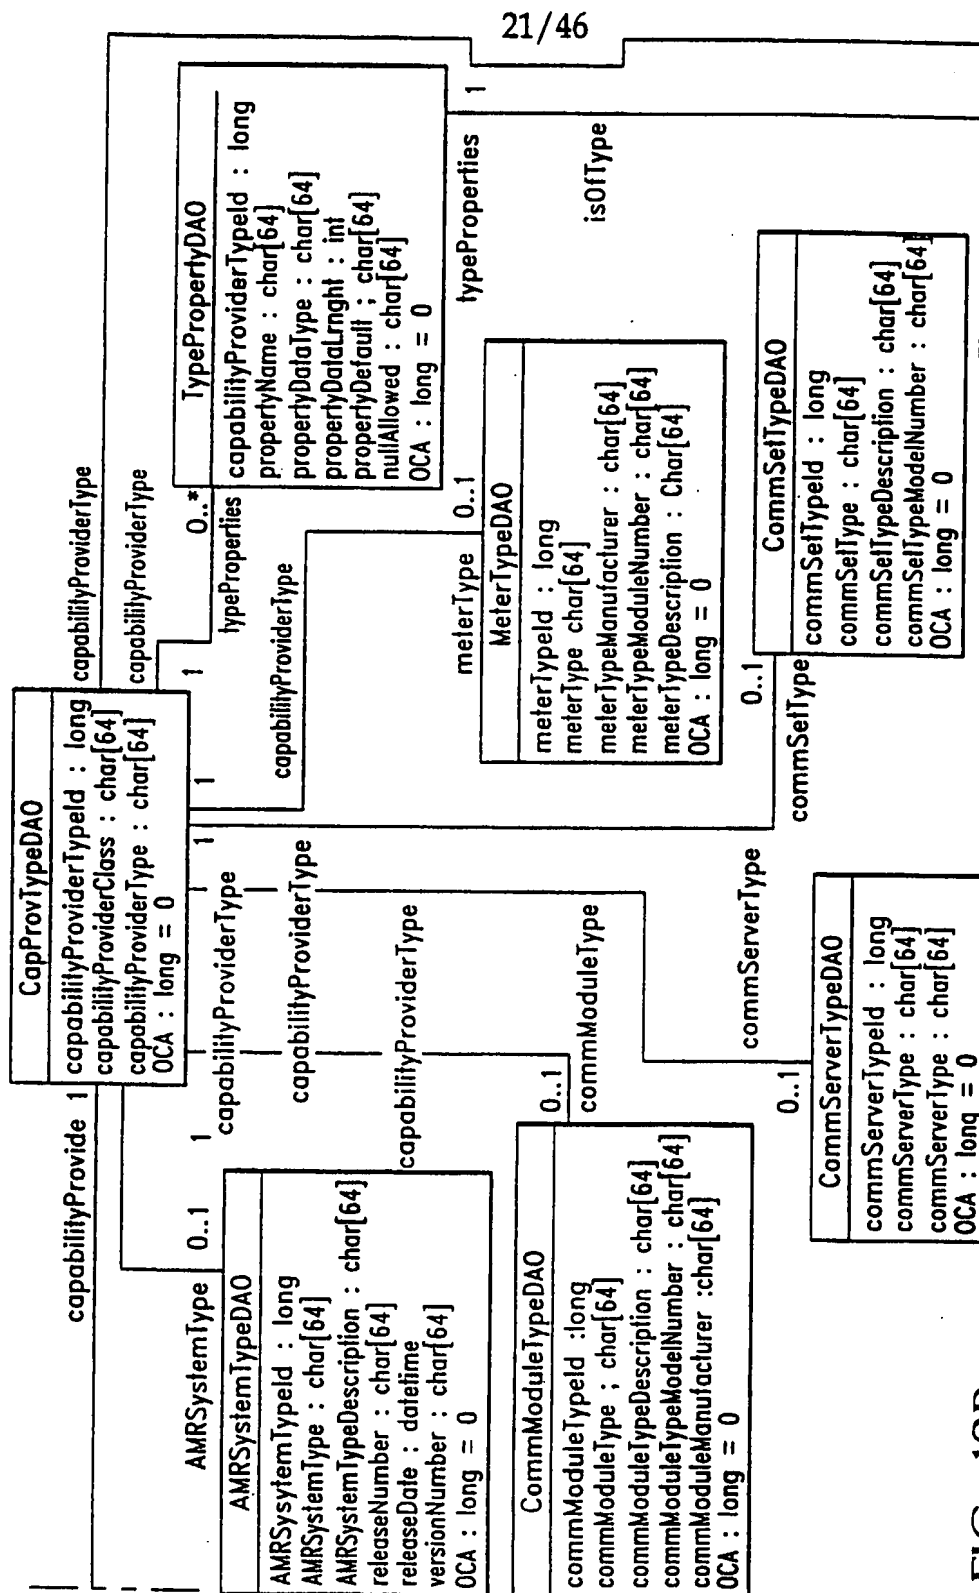 21/46
CapProvTypeDAO
capabilityProviderTypeId : long
capabilityProviderClass : char[64]
capabilityProviderType : char[64]
OCA : long = 0
capabilityProvide 1
capabilityProviderType
capabilityProviderType
1
typeProperties
0..*
TypePropertyDAO
capabilityProviderTypeId : long
propertyName : char[64]
propertyDataType : char[64]
propertyDataLrnght : int
propertyDefault ; char[64]
nullAllowed : char[64]
OCA : long = 0
1
typeProperties
isOfType
AMRSystemType
0..1
1
capabilityProviderType
AMRSystemTypeDAO
AMRSysytemTypeId : long
AMRSystemType : char[64]
AMRSystemTypeDescription : char[64]
releaseNumber : char[64]
releaseDate : datetime
versionNumber : char[64]
OCA : long = 0
1
capabilityProviderType
meterType
0..1
MeterTypeDAO
meterTypeId : long
meterType char[64]
meterTypeManufacturer : char[64]
meterTypeModuleNumber : char[64]
meterTypeDescription : Char[64]
OCA : long = 0
1
capabilityProviderType
capabilityProviderType
0..1
commModuleType
CommModuleTypeDAO
commModuleTypeId :long
commModuleType ; char[64]
commModuleTypeDescription : char[64]
commModuleTypeModelNumber : char[64]
commModuleManufacturer :char[64]
OCA : long = 0
commServerType
0..1
CommServerTypeDAO
commServerTypeId : long
commServerType : char[64]
commServerType : char[64]
OCA : long = 0
commSetType
0..1
CommSetTypeDAO
commSetTypeId : long
commSetType : char[64]
commSetTypeDescription : char[64]
commSetTypeModelNumber : char[64]
OCA : long = 0